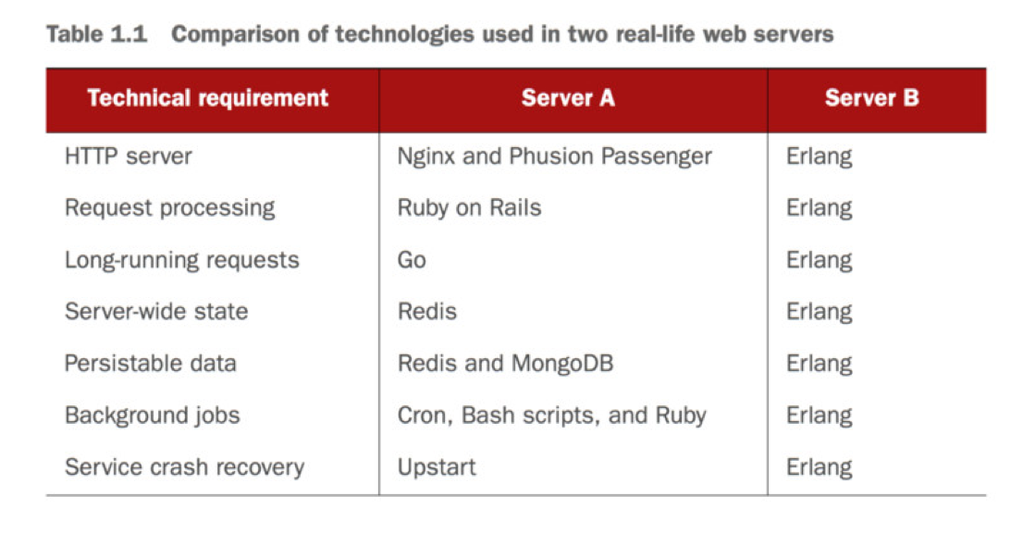 Table 1.1 Comparison of technologies used in two real-life web servers
Technical requirement Server A Server B
HTTP server Nginx and Phusion Passenger Erlang
Request processing Ruby on Rails Erlang
Long-running requests Go Erlang
Server-wide state Redis Erlang
Persistable data Redis and MongoDB Erlang
Background jobs Cron, Bash scripts, and Ruby Erlang
Service crash recovery Upstart Erlang